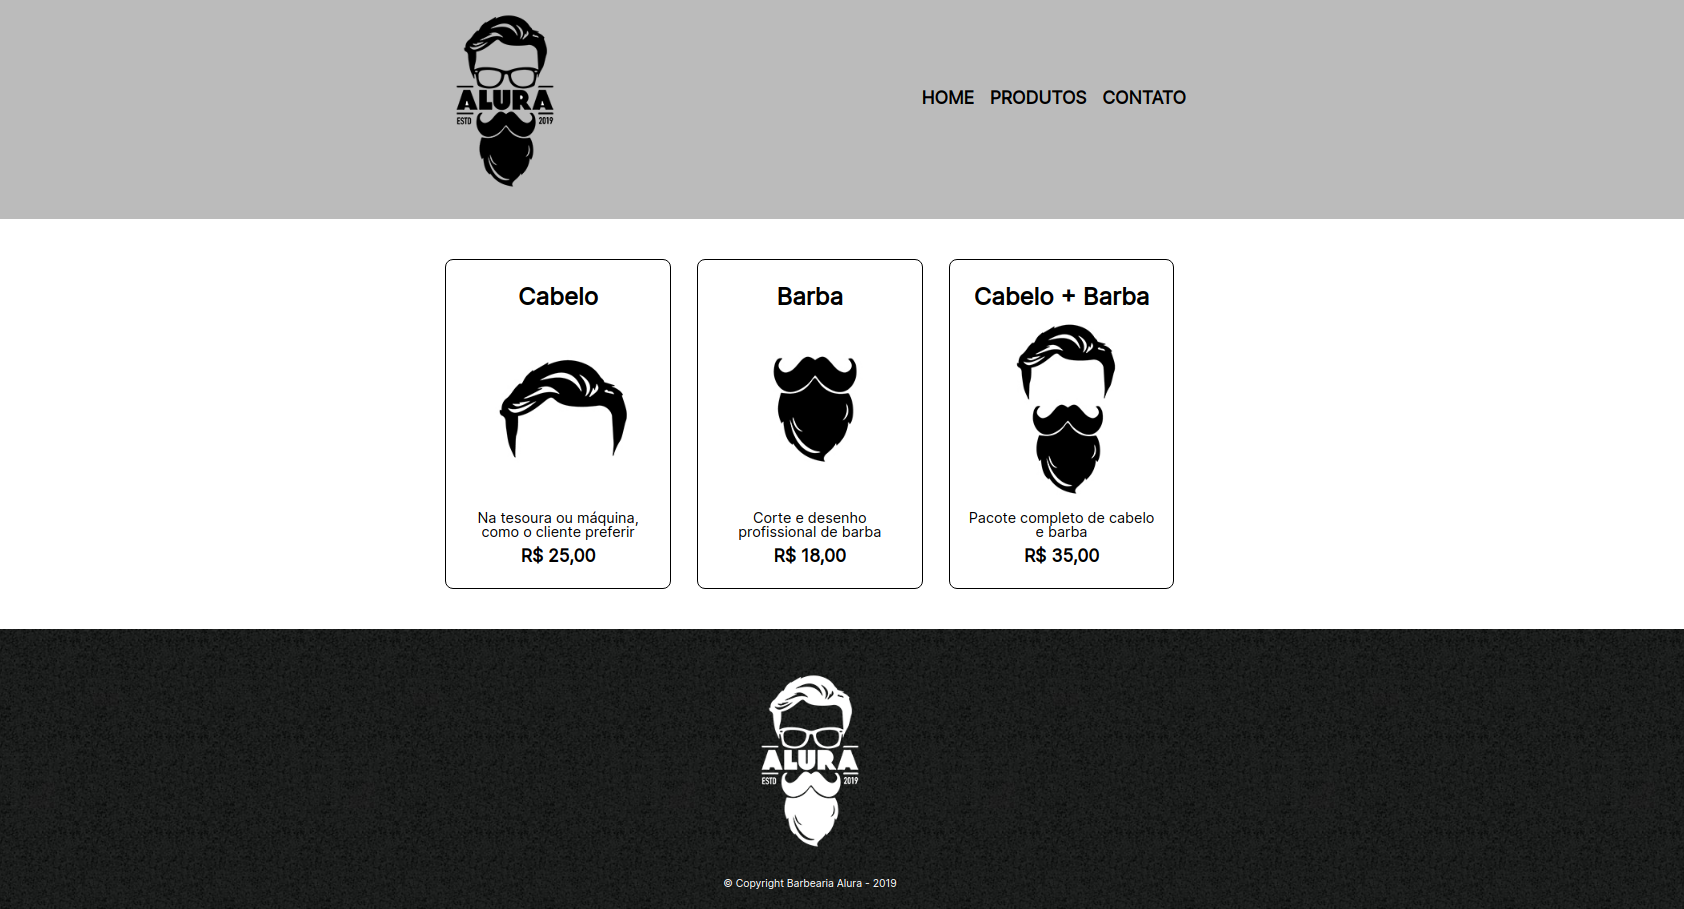 ALURA
ESTD 2019
HOME PRODUTOS CONTATO
Cabelo
Na tesoura ou máquina,
como o cliente preferir
R$ 25,00
Barba
Corte e desenho
profissional de barba
R$ 18,00
Cabelo + Barba
Pacote completo de cabelo
e barba
R$ 35,00
ALURA
ESTD 2019
© Copyright Barbearia Alura - 2019